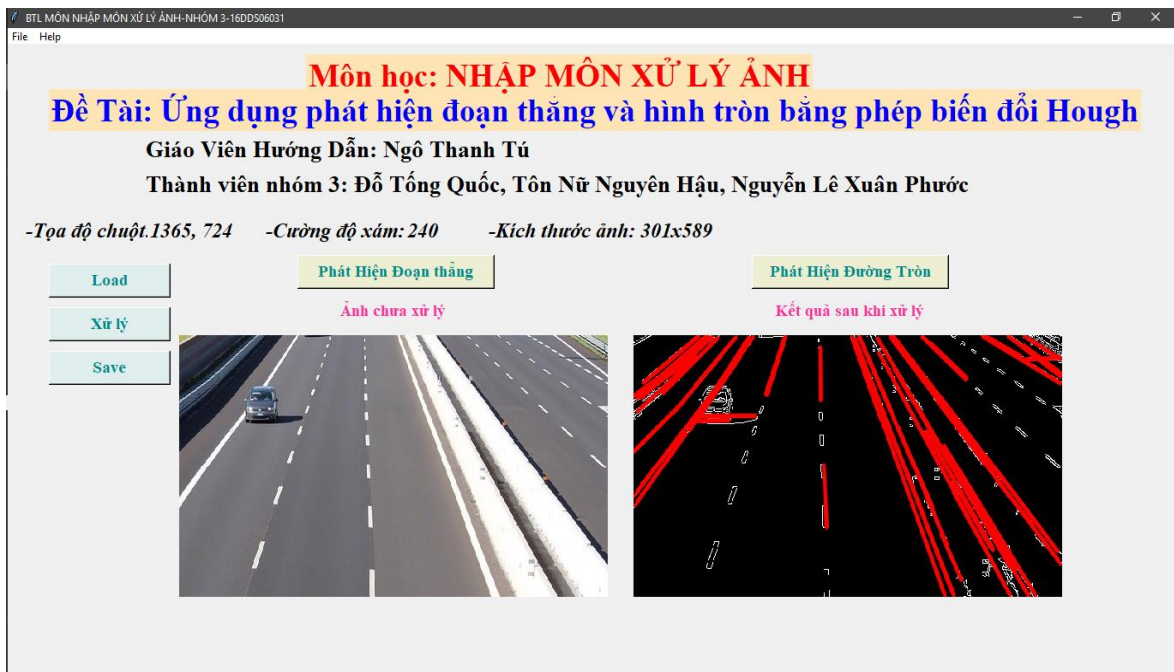 BTL MÔN NHẬP MÔN XỬ LÝ ẢNH-NHÓM 3-16DDS06031
File Help
Môn học: NHẬP MÔN XỬ LÝ ẢNH
Đề Tài: Ứng dụng phát hiện đoạn thẳng và hình tròn bằng phép biến đổi Hough
Giáo Viên Hướng Dẫn: Ngô Thanh Tú
Thành viên nhóm 3: Đỗ Tống Quốc, Tôn Nữ Nguyên Hậu, Nguyễn Lê Xuân Phước
-Tọa độ chuột.1365, 724 -Cường độ xám: 240 -Kích thước ảnh: 301x589
Load
Phát Hiện Đoạn thẳng
Phát Hiện Đường Tròn
Ảnh chưa xử lý
Kết quả sau khi xử lý
Xử lý
Save